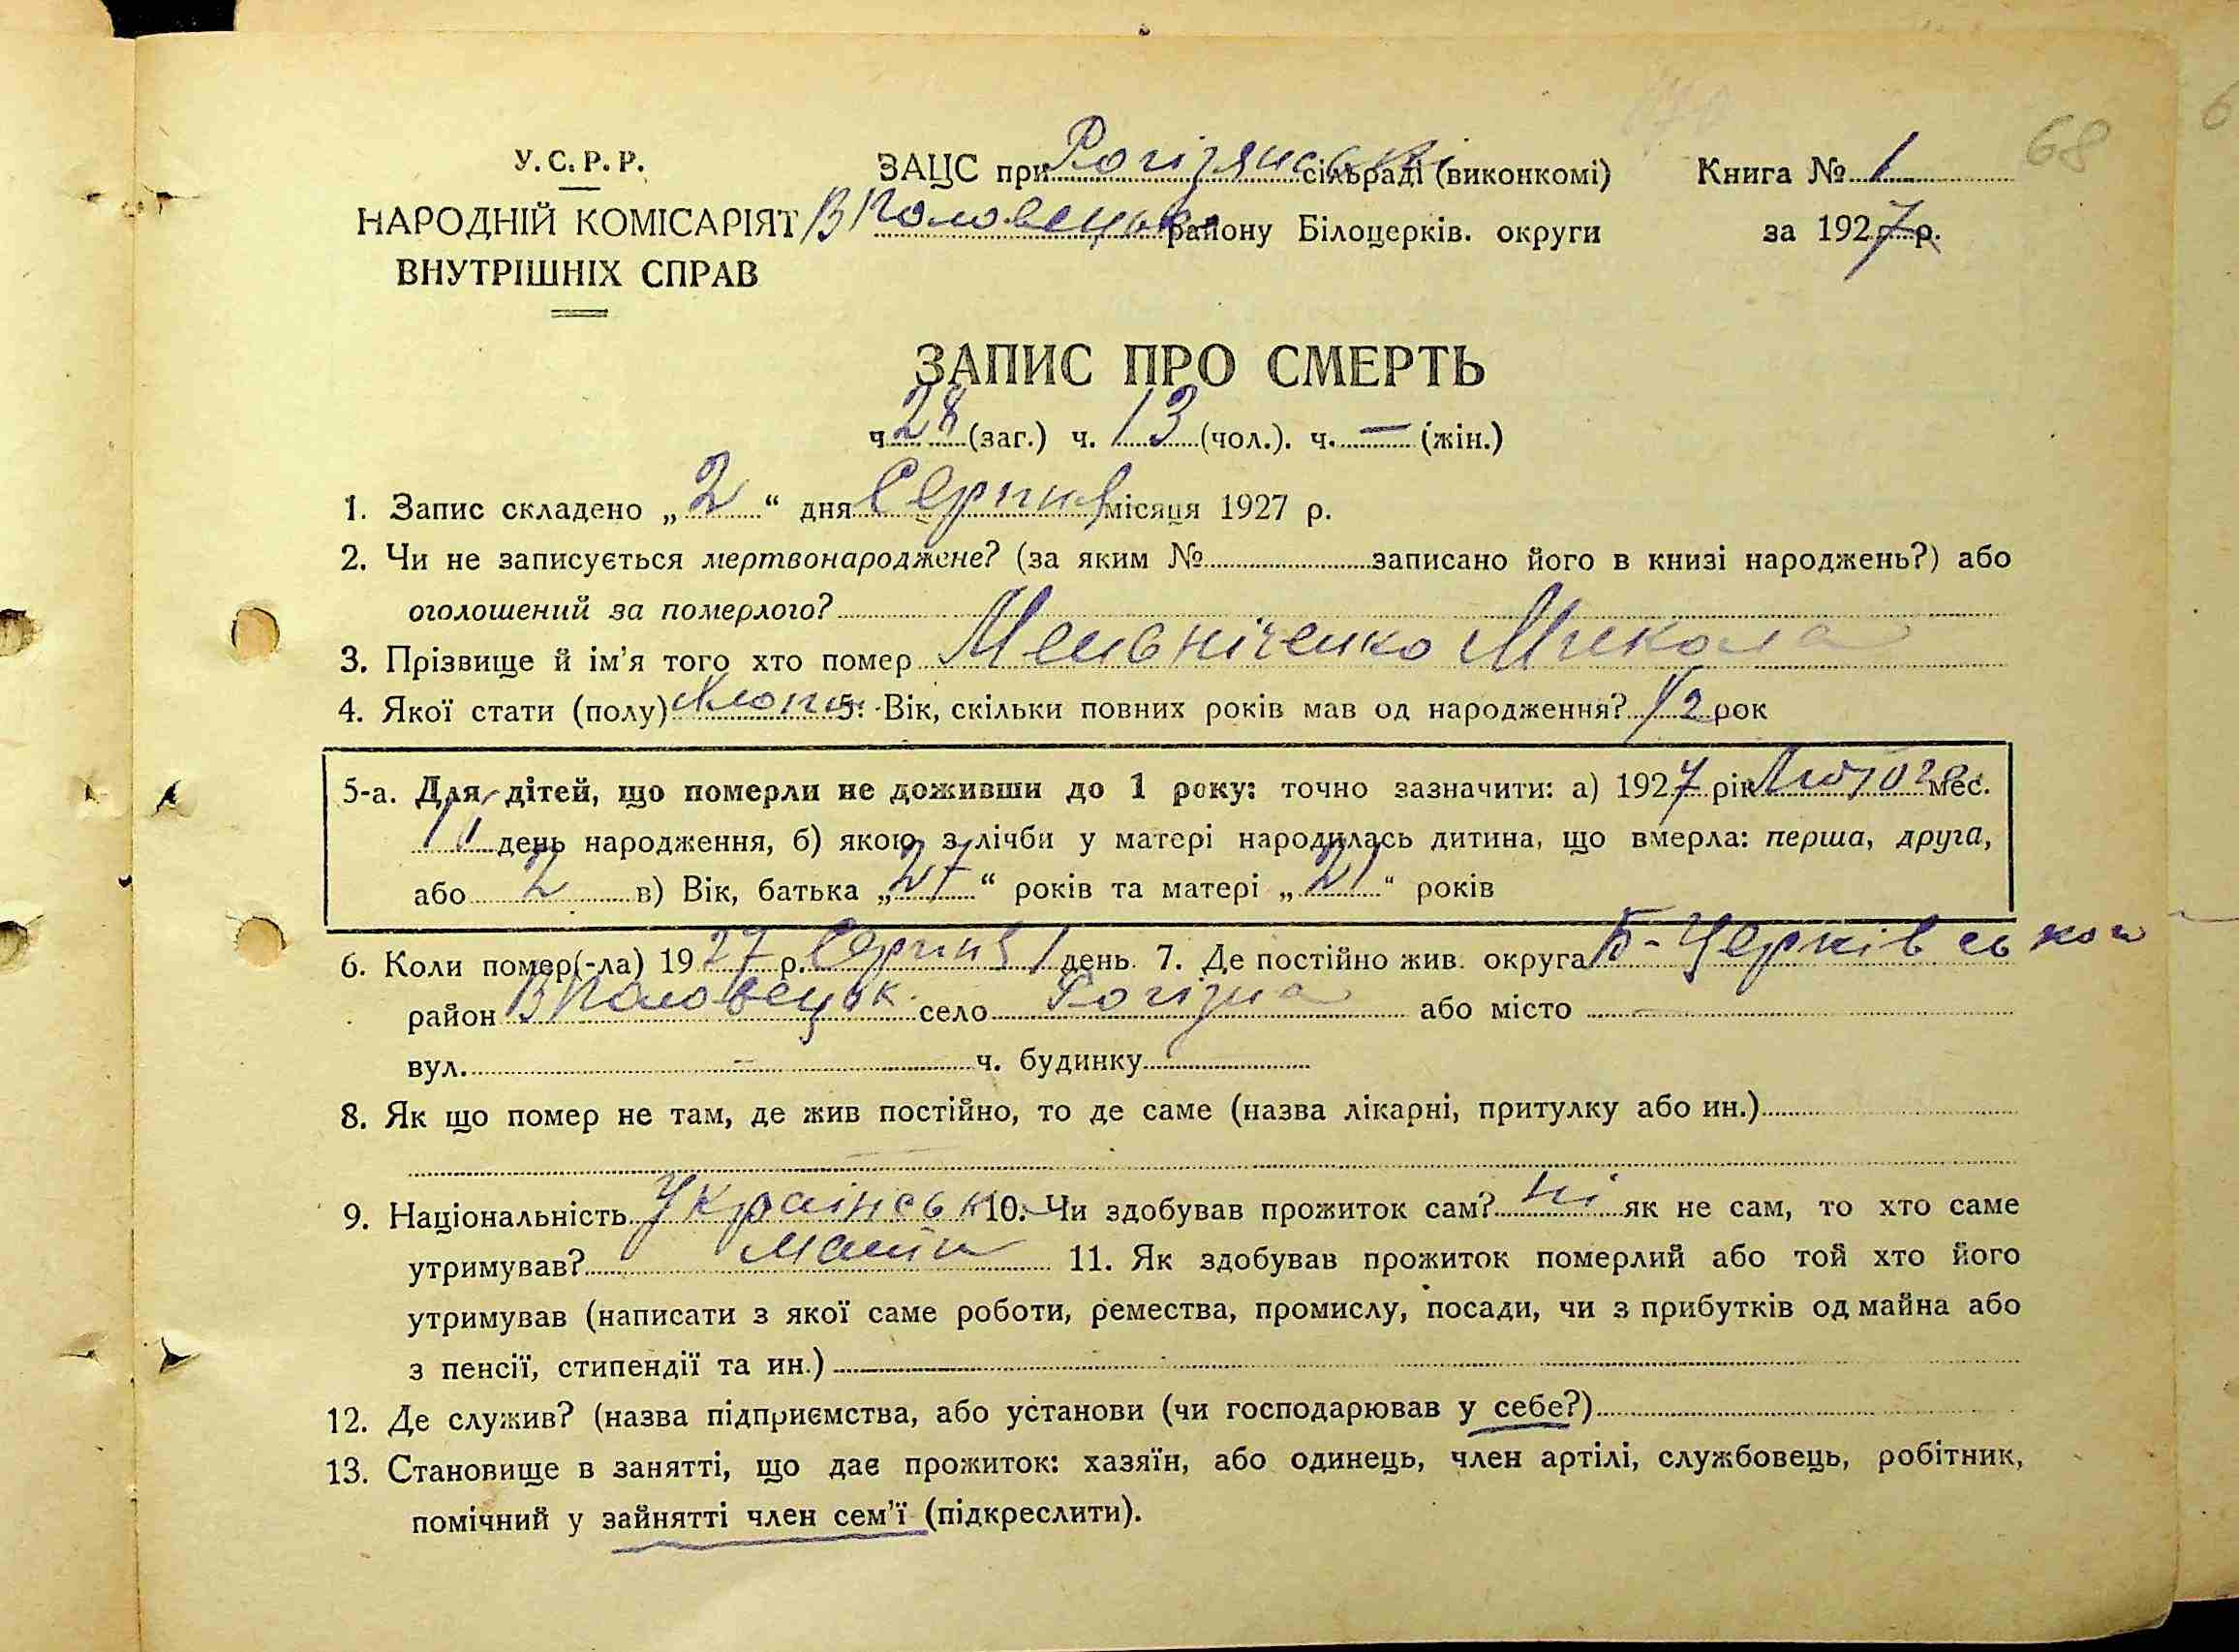 68
У.С.Р.Р.
НАРОДНІЙ КОМІСАРІЯТ
ВНУТРІШНІХ СПРАВ
ЗАЦС при Рогізянські сільраді (виконкомі) Книга № 1
В Половецьк району Білоцерків. округи за 1927 р.
ЗАПИС ПРО СМЕРТЬ
ч 28 (заг.) ч. 13 (чол.). ч. — (жін.)
1. Запис складено „ 2 “ дня Серпня місяця 1927 р.
2. Чи не записується мертвонароджене? (за яким № записано його в книзі народжень?) або
оголошений за померлого?
3. Прізвище й ім’я того хто помер Мельніченко Микола
4. Якої стати (полу) 5. Вік, скільки повних років мав од народження? 1/2 рок
5-а. Для дітей, що померли не доживши до 1 року: точно зазначити: а) 1927 рік Лютого мес.
день народження, б) якою з лічби у матері народилась дитина, що вмерла: перша, друга,
або 2 в) Вік, батька „ 27 “ років та матері „ 21 “ років
6. Коли помер(-ла) 1927 р. Серпня 1 день 7. Де постійно жив. округа Б-Церківської
район В Половецьк. село Рогізна або місто —
вул. — ч. будинку
8. Як що помер не там, де жив постійно, то де саме (назва лікарні, притулку або ин.)
9. Національність Українськ 10. Чи здобував прожиток сам? Ні як не сам, то хто саме
утримував? 11. Як здобував прожиток померлий або той хто його
утримував (написати з якої саме роботи, ремества, промислу, посади, чи з прибутків од майна або
з пенсії, стипендії та ин.)
12. Де служив? (назва підприємства, або установи (чи господарював у себе?)
13. Становище в занятті, що дає прожиток: хазяїн, або одинець, член артілі, службовець, робітник,
помічний у зайнятті член сем’ї (підкреслити).